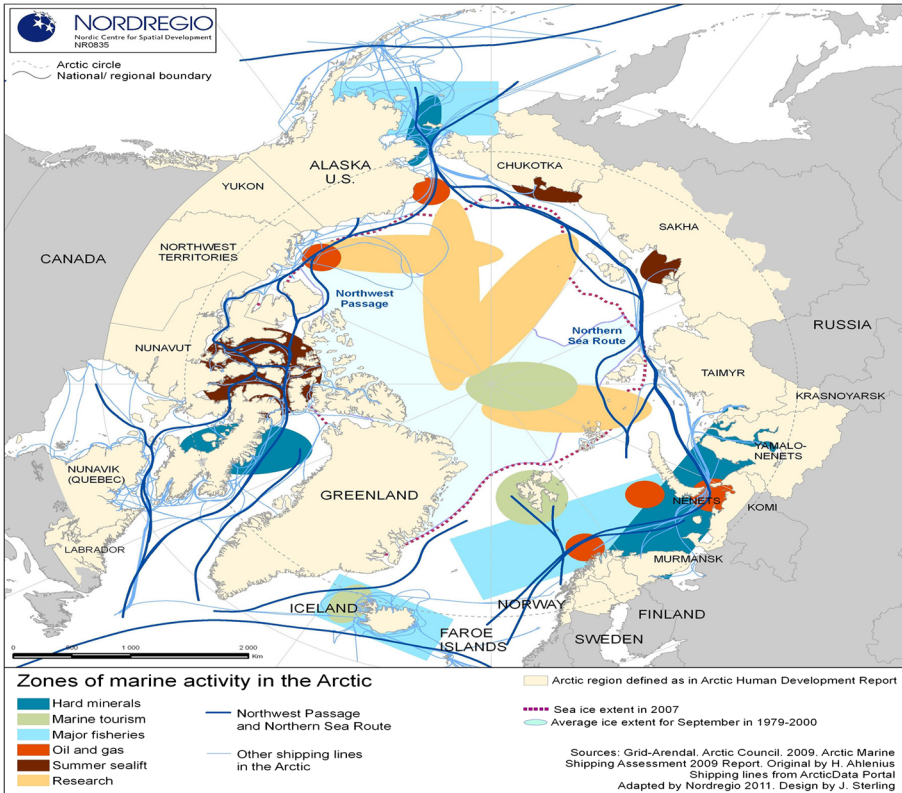 NORDREGIO
Nordic Centre for Spatial Development
NR0835
Arctic circle
National/ regional boundary
ALASKA
U.S.
CHUKOTKA
YUKON
SAKHA
NORTHWEST
TERRITORIES
CANADA
Northwest
Passage
RUSSIA
Northern
Sea Route
NUNAVUT
TAIMYR
KRASNOYARSK
YAMALO-
NENETS
NUNAVIK
(QUEBEC)
GREENLAND
NENETS
KOMI
LABRADOR
MURMANSK
ICELAND
NORWAY
FINLAND
FAROE
ISLANDS
SWEDEN
0 500 1 000 2 000
Km
Zones of marine activity in the Arctic
Hard minerals
Marine tourism
Major fisheries
Oil and gas
Summer sealift
Research
Northwest Passage
and Northern Sea Route
Other shipping lines
in the Arctic
Arctic region defined as in Arctic Human Development Report
Sea ice extent in 2007
Average ice extent for September in 1979-2000
Sources: Grid-Arendal. Arctic Council. 2009. Arctic Marine
Shipping Assessment 2009 Report. Original by H. Ahlenius
Shipping lines from ArcticData Portal
Adapted by Nordregio 2011. Design by J. Sterling